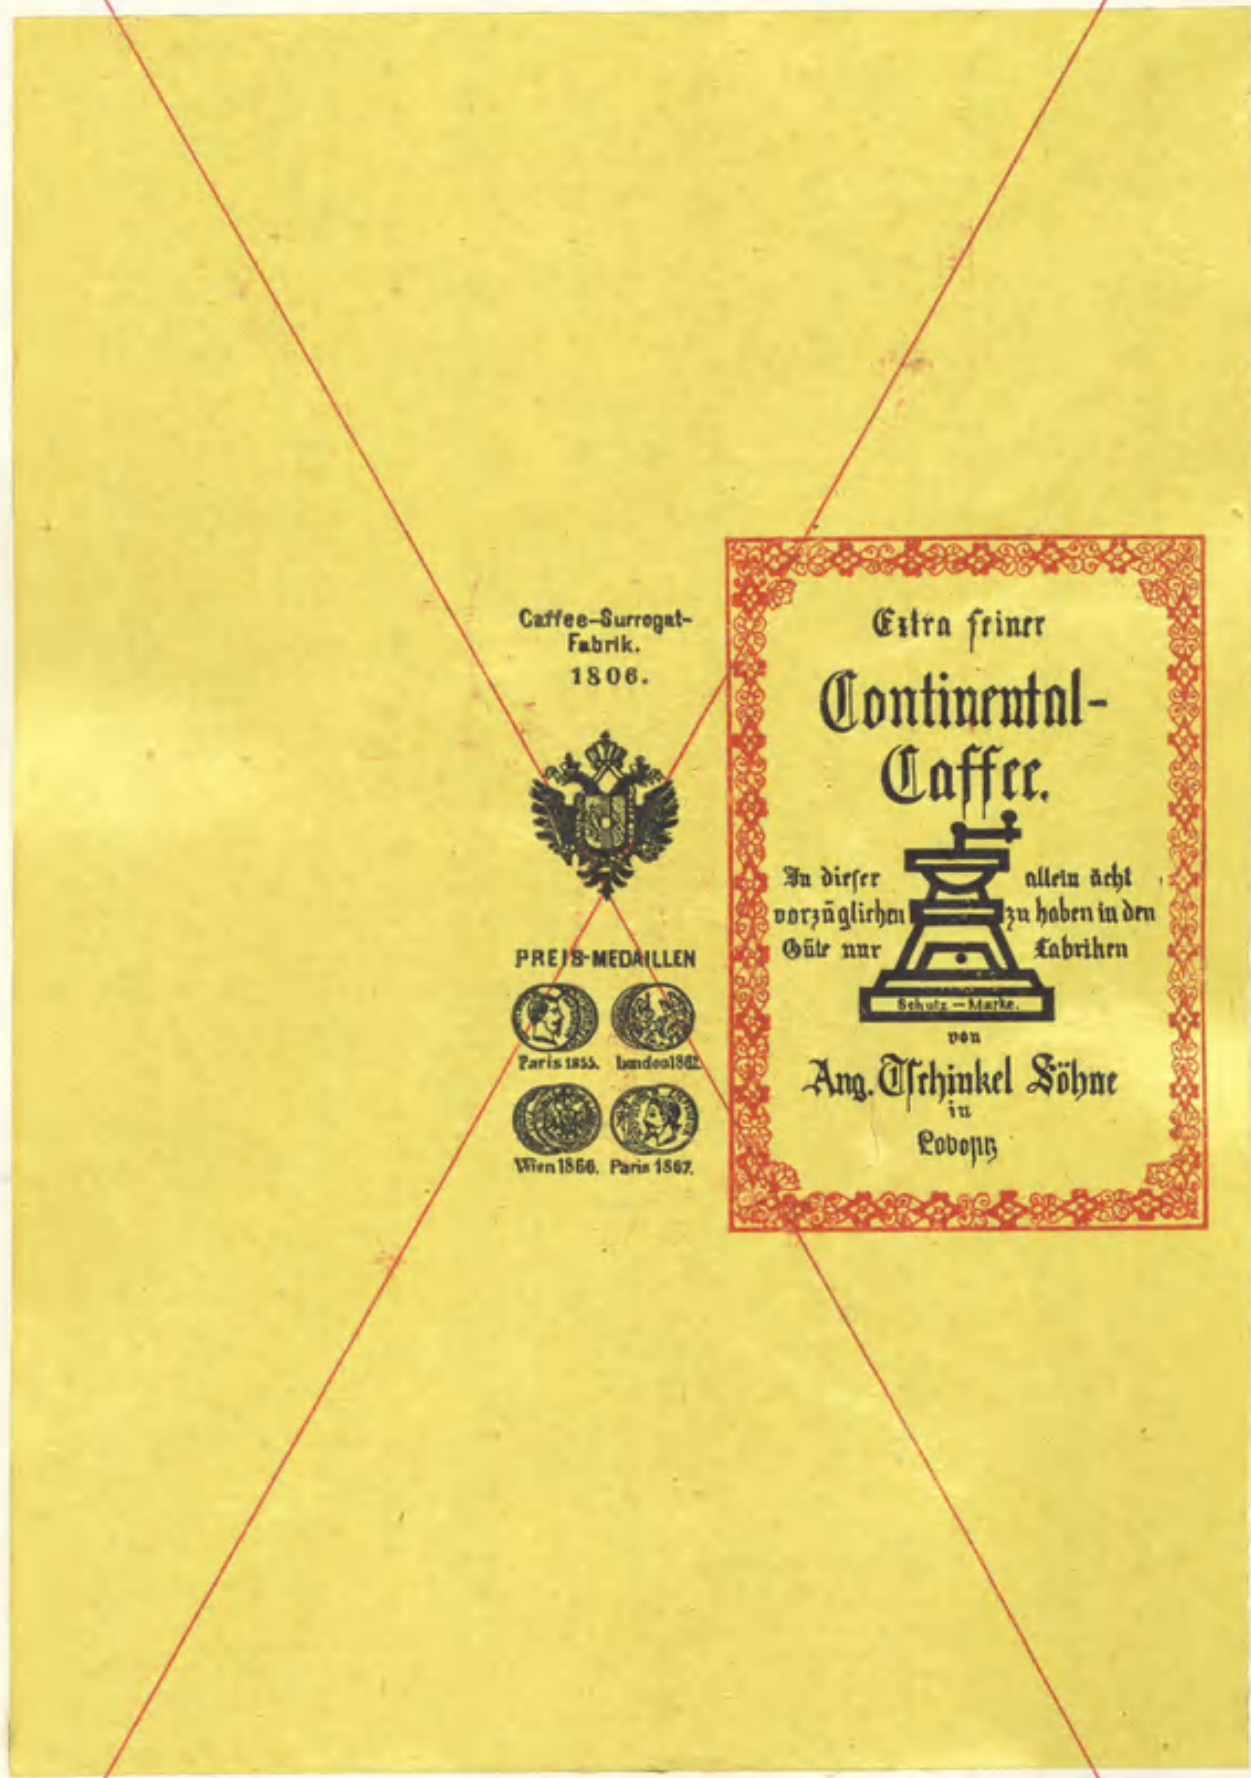 Caffee-Surrogat-
Fabrik.
1806.
PREIS-MEDAILLEN
Paris 1855. London 1862.
Wien 1866. Paris 1867.
Extra feiner
Continental-
Caffee.
In dieser allein ächt
vorzüglichen zu haben in den
Güte nur Fabriken
Schutz-Marke.
von
Aug. Tschinkel Söhne
in
Lobositz